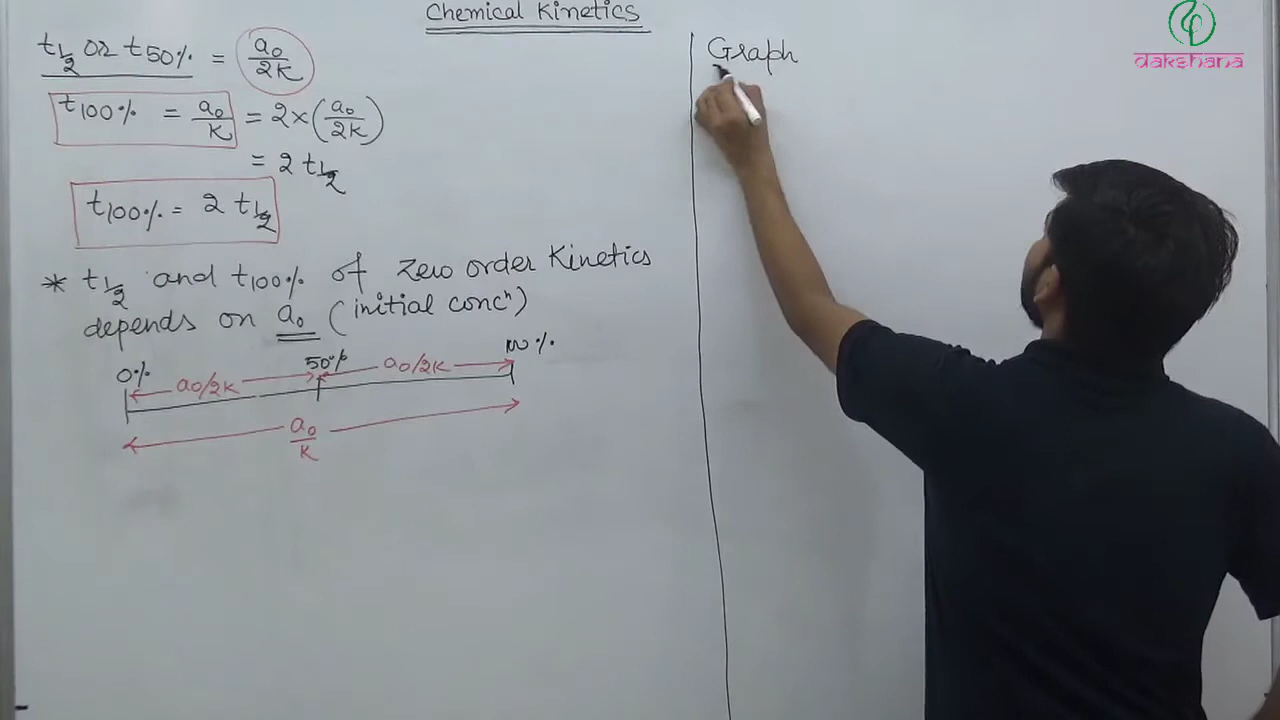 Chemical Kinetics
t½ or t50% = a₀/2K
t100% = a₀/K = 2×(a₀/2K)
= 2 t½
t100% = 2 t½
* t½ and t100% of Zero order Kinetics
depends on a₀ (initial concⁿ)
0% 50% 100%
a₀/2K a₀/2K
a₀/K
Graph
dakshana